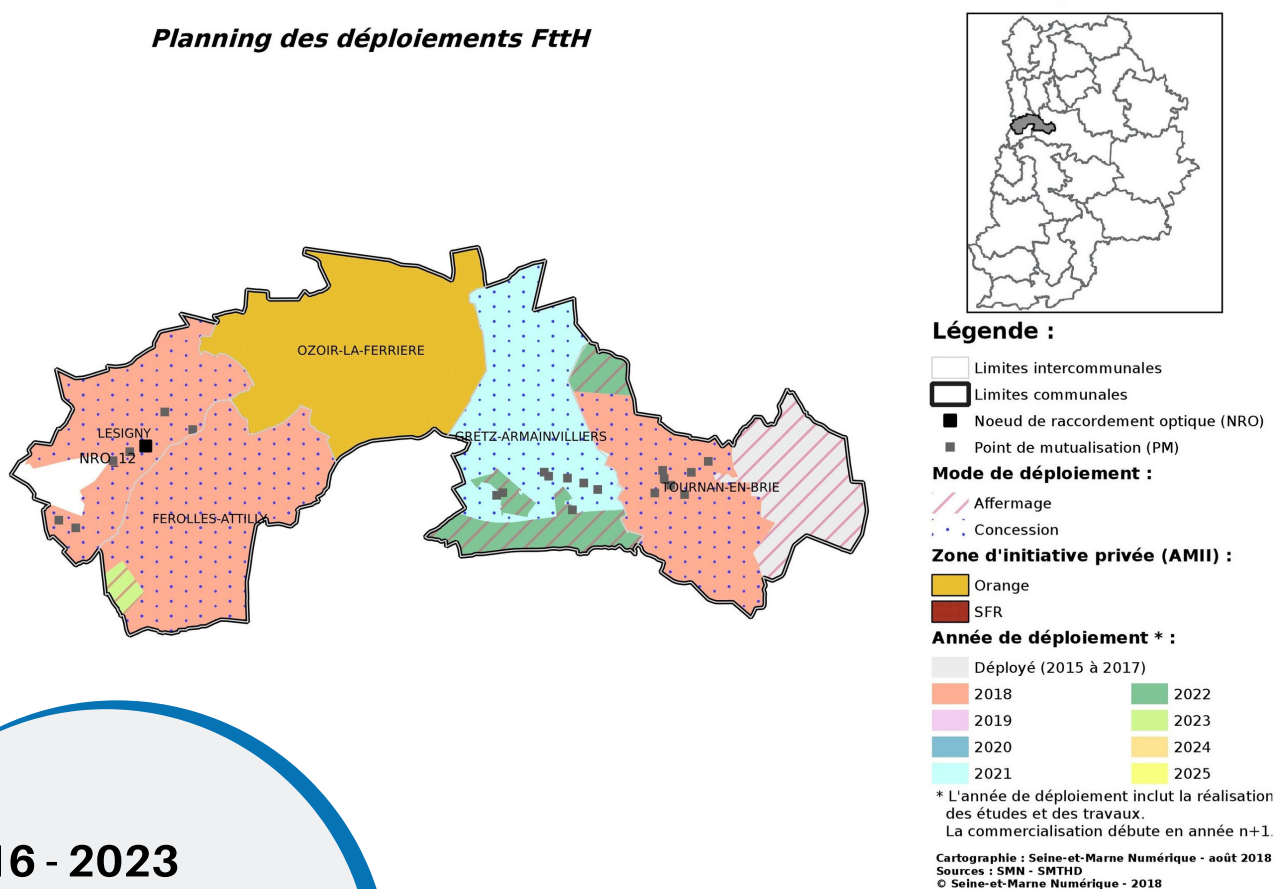 Planning des déploiements FttH
OZOIR-LA-FERRIERE
LESIGNY
NRO_12
GRETZ-ARMAINVILLIERS
TOURNAN-EN-BRIE
FEROLLES-ATTILLY
Légende :
Limites intercommunales
Limites communales
Noeud de raccordement optique (NRO)
Point de mutualisation (PM)
Mode de déploiement :
Affermage
Concession
Zone d'initiative privée (AMII) :
Orange
SFR
Année de déploiement * :
Déployé (2015 à 2017)
2018 2022
2019 2023
2020 2024
2021 2025
* L'année de déploiement inclut la réalisation
des études et des travaux.
La commercialisation débute en année n+1.
Cartographie : Seine-et-Marne Numérique - août 2018
Sources : SMN - SMTHD
© Seine-et-Marne Numérique - 2018
16 - 2023